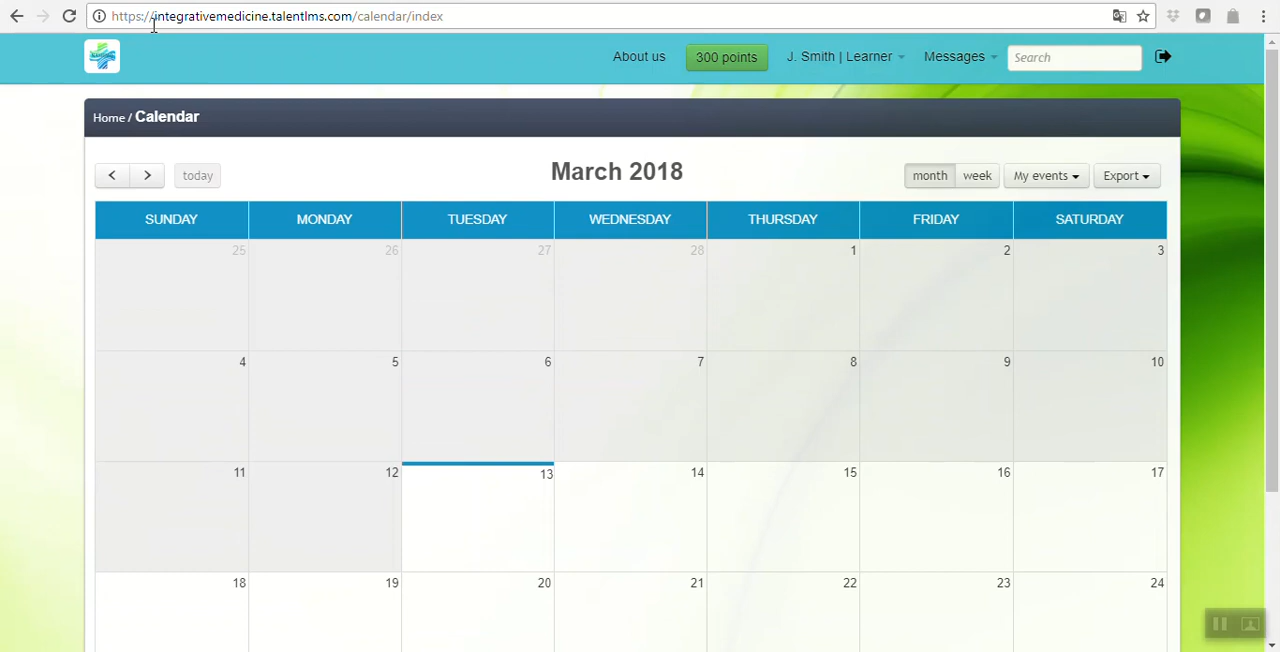 https://integrativemedicine.talentlms.com/calendar/index
About us 300 points J. Smith | Learner Messages Search
Home / Calendar
today March 2018 month week My events Export
SUNDAY MONDAY TUESDAY WEDNESDAY THURSDAY FRIDAY SATURDAY
25 26 27 28 1 2 3
4 5 6 7 8 9 10
11 12 13 14 15 16 17
18 19 20 21 22 23 24